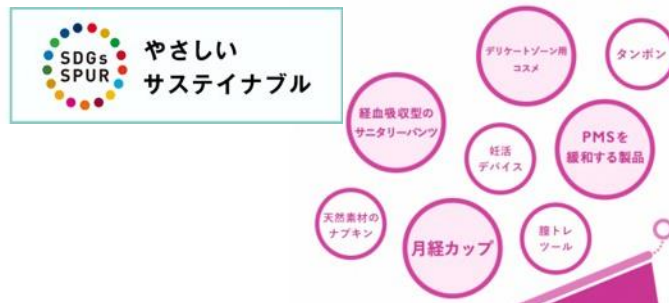 SDGs
SPUR
やさしい
サステイナブル
デリケートゾーン用
コスメ
タンポン
経血吸収型の
サニタリーパンツ
妊活
デバイス
PMSを
緩和する製品
天然素材の
ナプキン
月経カップ
膣トレ
ツール